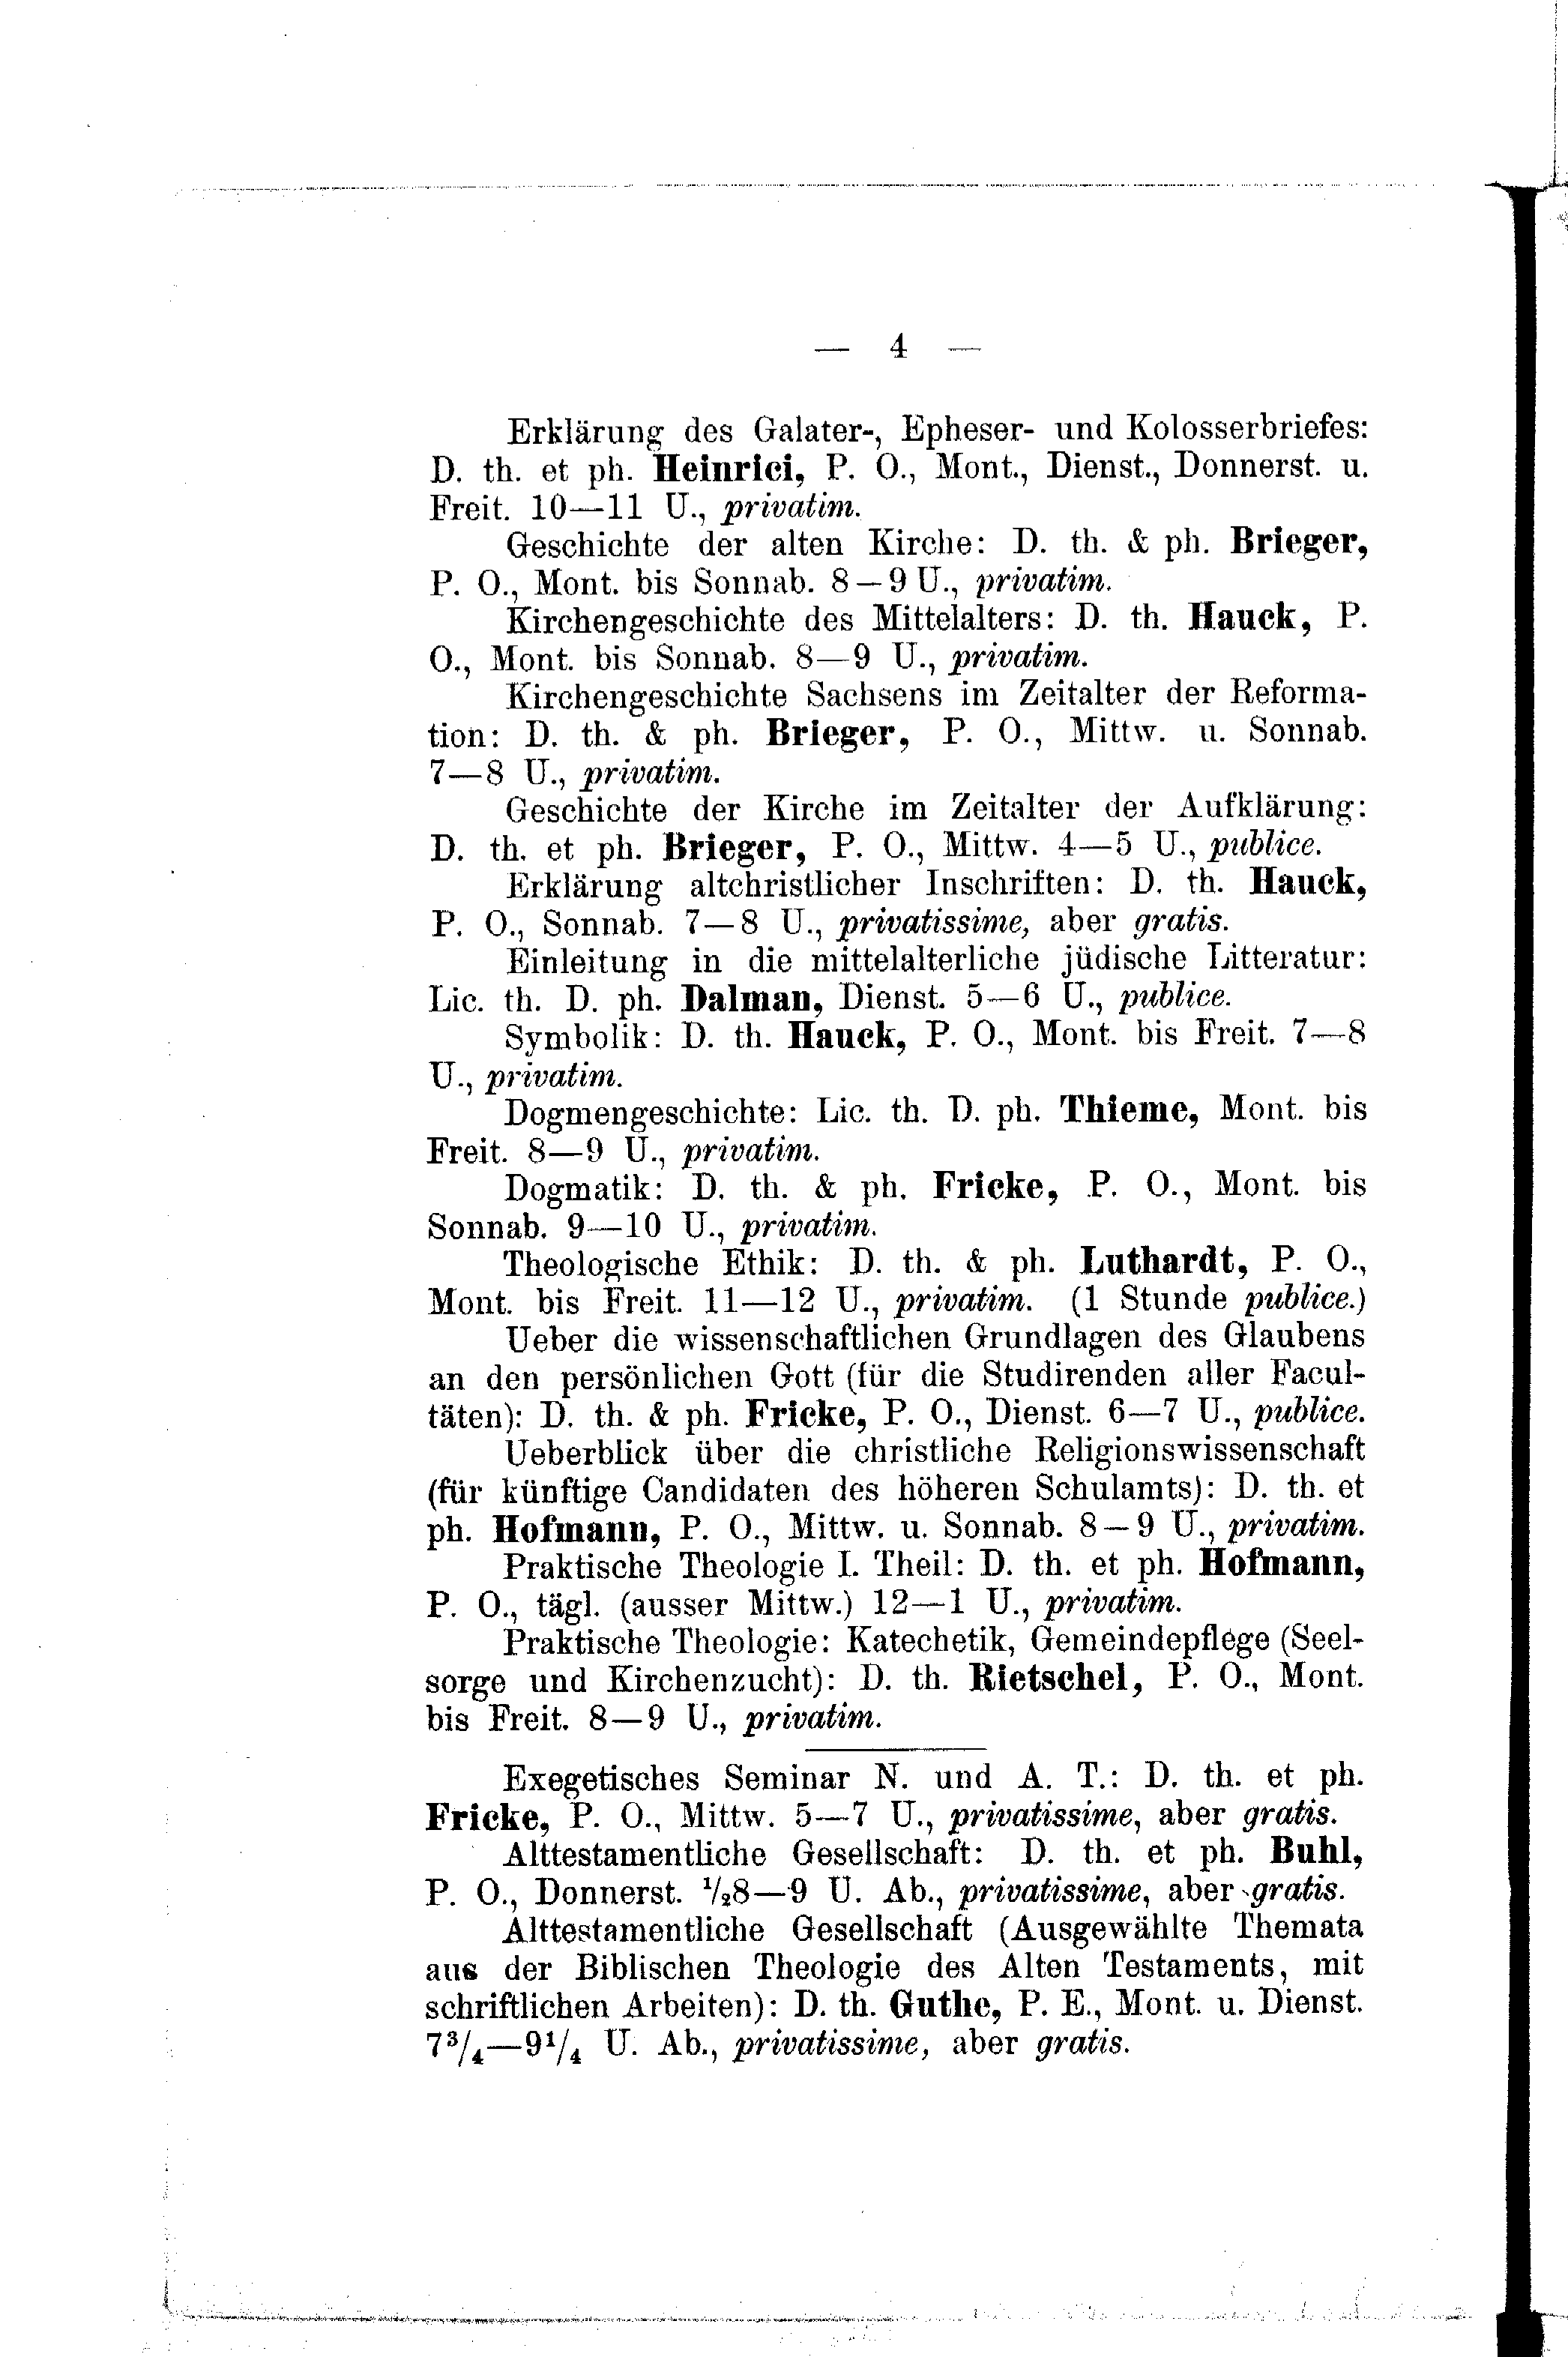 — 4 —
Erklärung des Galater-, Epheser- und Kolosserbriefes:
D. th. et ph. Heinrici, P. O., Mont., Dienst., Donnerst. u.
Freit. 10—11 U., privatim.
Geschichte der alten Kirche: D. th. & ph. Brieger,
P. O., Mont. bis Sonnab. 8—9 U., privatim.
Kirchengeschichte des Mittelalters: D. th. Hauck, P.
O., Mont. bis Sonnab. 8—9 U., privatim.
Kirchengeschichte Sachsens im Zeitalter der Reforma-
tion: D. th. & ph. Brieger, P. O., Mittw. u. Sonnab.
7—8 U., privatim.
Geschichte der Kirche im Zeitalter der Aufklärung:
D. th. et ph. Brieger, P. O., Mittw. 4—5 U., publice.
Erklärung altchristlicher Inschriften: D. th. Hauck,
P. O., Sonnab. 7—8 U., privatissime, aber gratis.
Einleitung in die mittelalterliche jüdische Litteratur:
Lic. th. D. ph. Dalman, Dienst. 5—6 U., publice.
Symbolik: D. th. Hauck, P. O., Mont. bis Freit. 7—8
U., privatim.
Dogmengeschichte: Lic. th. D. ph. Thieme, Mont. bis
Freit. 8—9 U., privatim.
Dogmatik: D. th. & ph. Fricke, P. O., Mont. bis
Sonnab. 9—10 U., privatim.
Theologische Ethik: D. th. & ph. Luthardt, P. O.,
Mont. bis Freit. 11—12 U., privatim. (1 Stunde publice.)
Ueber die wissenschaftlichen Grundlagen des Glaubens
an den persönlichen Gott (für die Studirenden aller Facul-
täten): D. th. & ph. Fricke, P. O., Dienst. 6—7 U., publice.
Ueberblick über die christliche Religionswissenschaft
(für künftige Candidaten des höheren Schulamts): D. th. et
ph. Hofmann, P. O., Mittw. u. Sonnab. 8—9 U., privatim.
Praktische Theologie I. Theil: D. th. et ph. Hofmann,
P. O., tägl. (ausser Mittw.) 12—1 U., privatim.
Praktische Theologie: Katechetik, Gemeindepflege (Seel-
sorge und Kirchenzucht): D. th. Rietschel, P. O., Mont.
bis Freit. 8—9 U., privatim.
Exegetisches Seminar N. und A. T.: D. th. et ph.
Fricke, P. O., Mittw. 5—7 U., privatissime, aber gratis.
Alttestamentliche Gesellschaft: D. th. et ph. Buhl,
P. O., Donnerst. ½8—9 U. Ab., privatissime, aber gratis.
Alttestamentliche Gesellschaft (Ausgewählte Themata
aus der Biblischen Theologie des Alten Testaments, mit
schriftlichen Arbeiten): D. th. Guthe, P. E., Mont. u. Dienst.
7¾—9¼ U. Ab., privatissime, aber gratis.